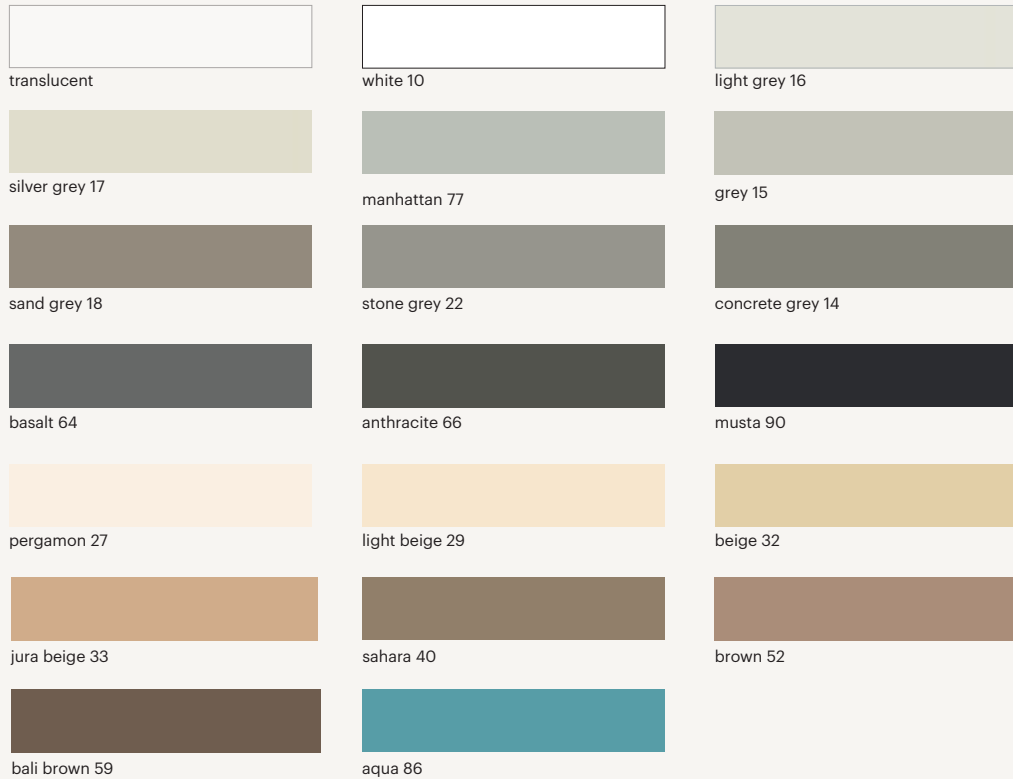 translucent
white 10
light grey 16
silver grey 17
manhattan 77
grey 15
sand grey 18
stone grey 22
concrete grey 14
basalt 64
anthracite 66
musta 90
pergamon 27
light beige 29
beige 32
jura beige 33
sahara 40
brown 52
bali brown 59
aqua 86